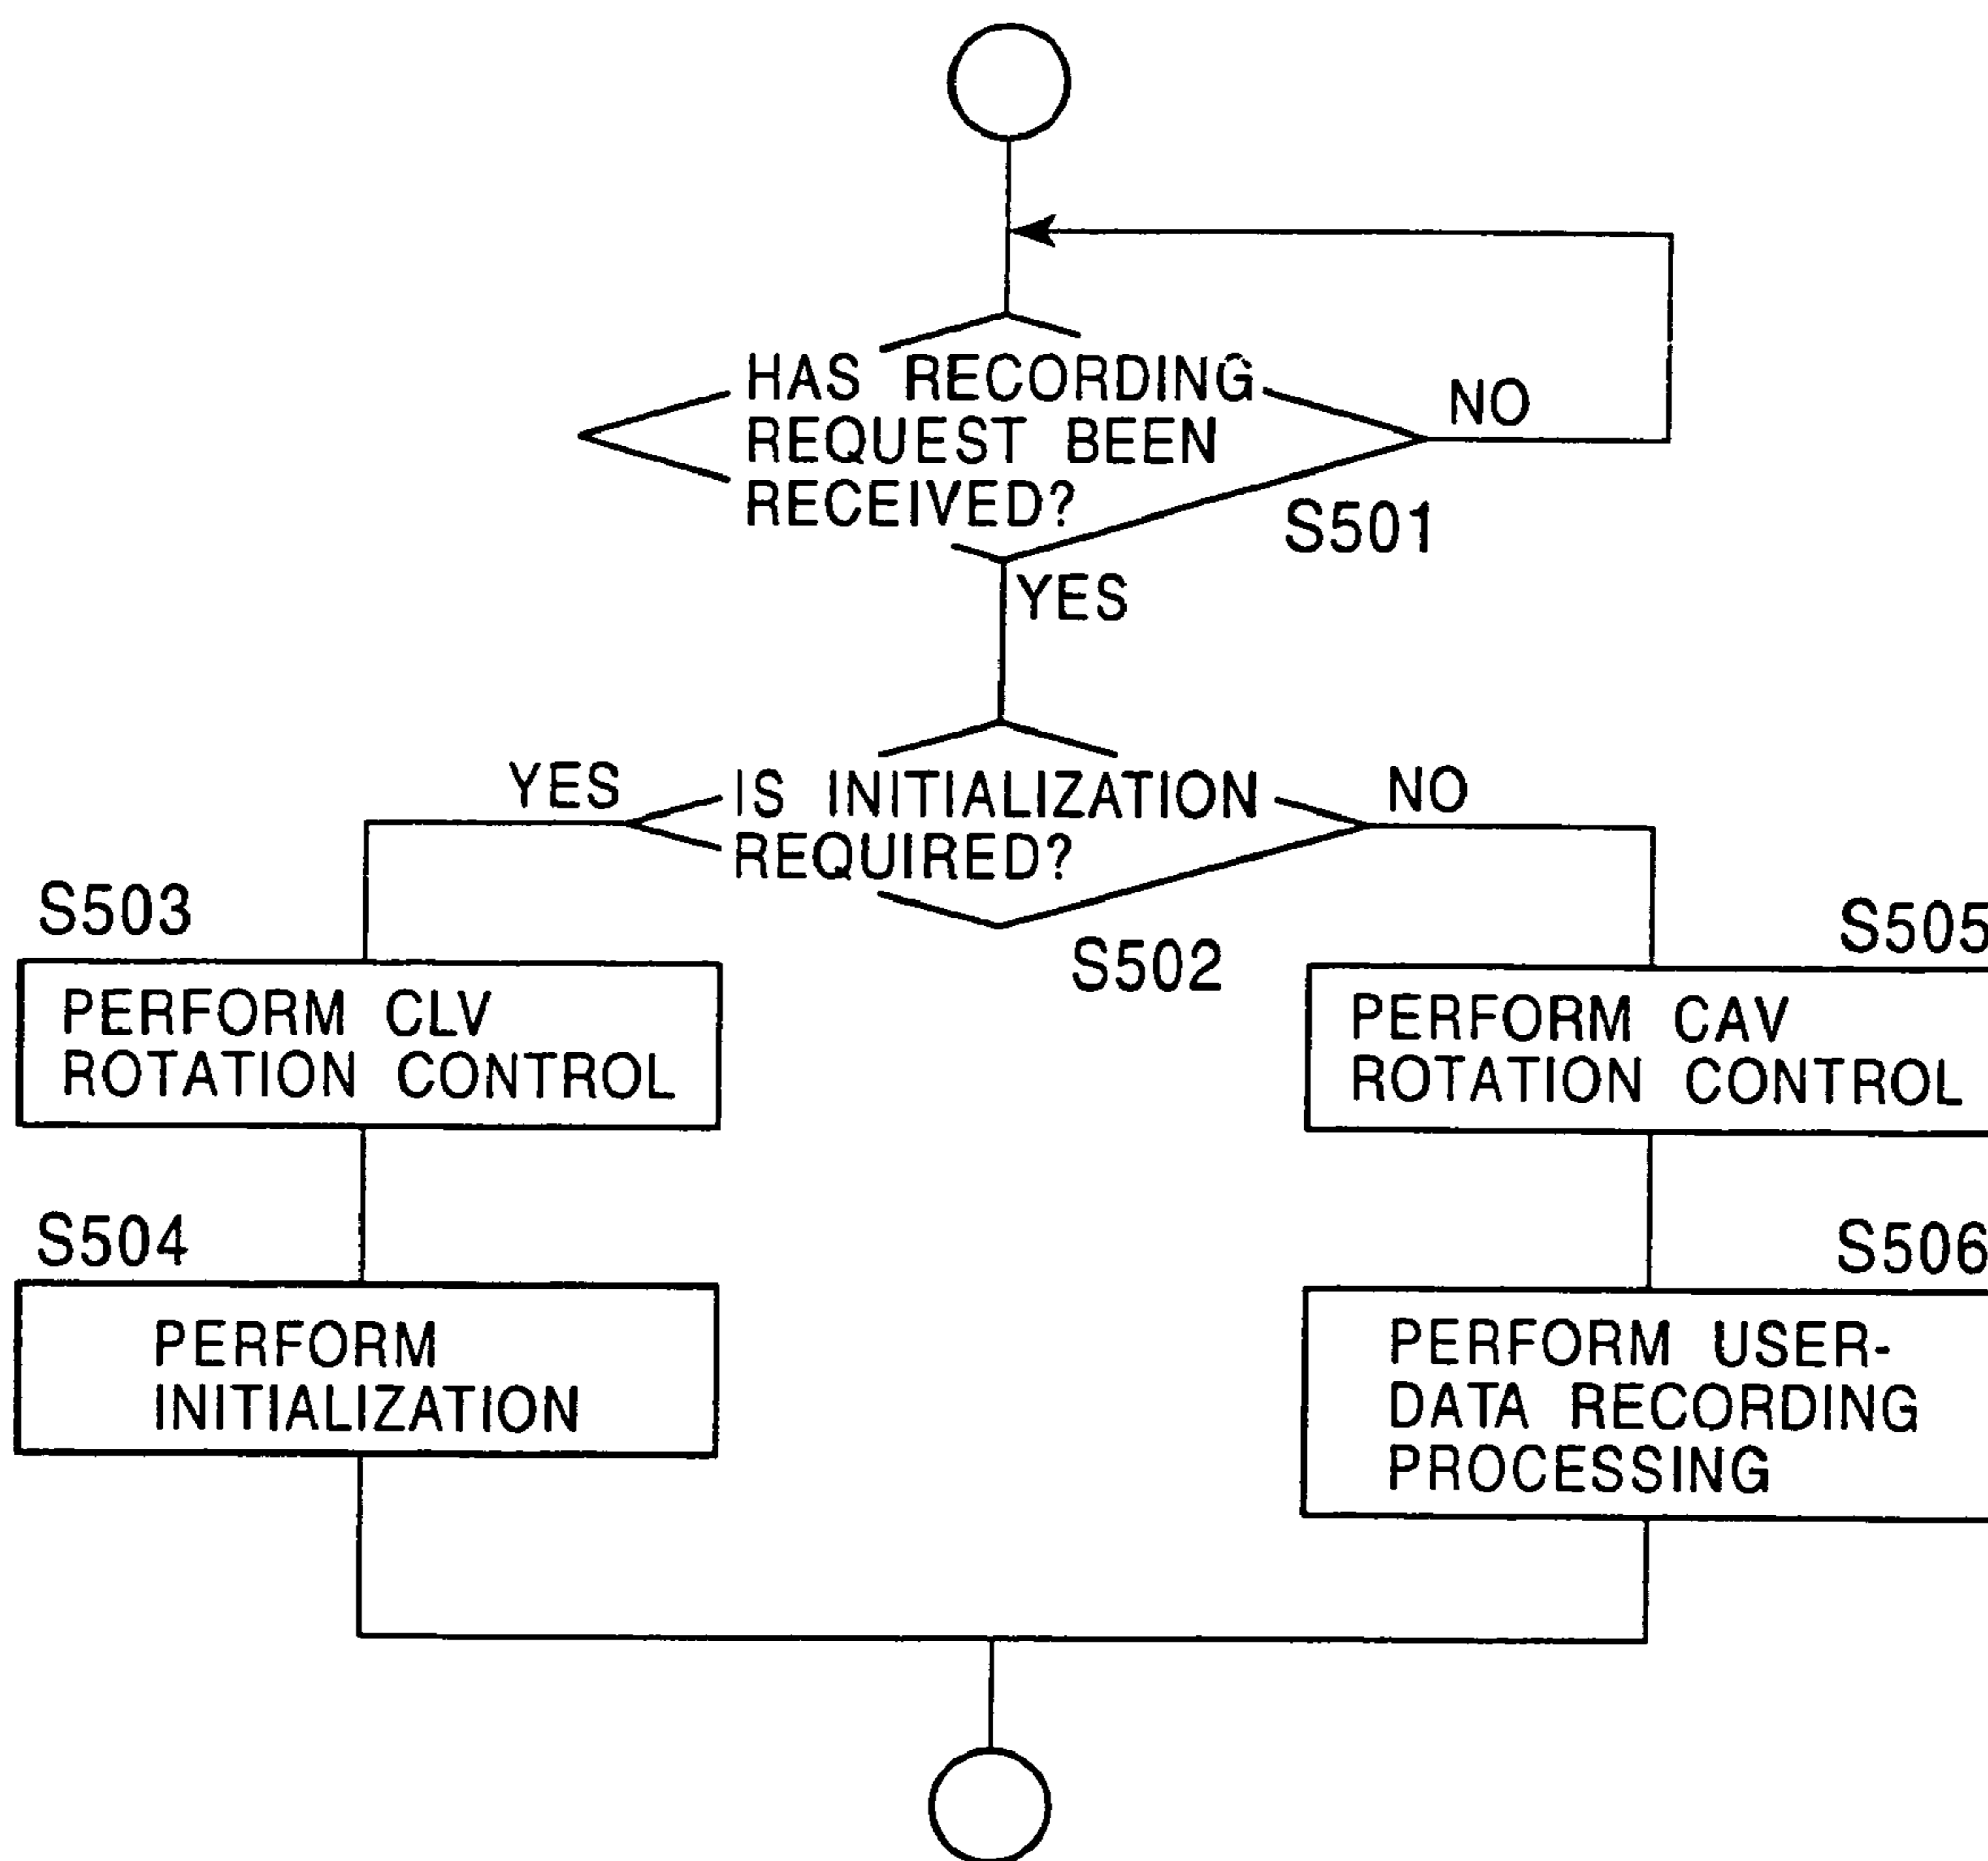 HAS RECORDING
REQUEST BEEN
RECEIVED?
NO
S501
YES
YES
IS INITIALIZATION
REQUIRED?
NO
S502
S503
PERFORM CLV
ROTATION CONTROL
S505
PERFORM CAV
ROTATION CONTROL
S504
PERFORM
INITIALIZATION
S506
PERFORM USER-
DATA RECORDING
PROCESSING